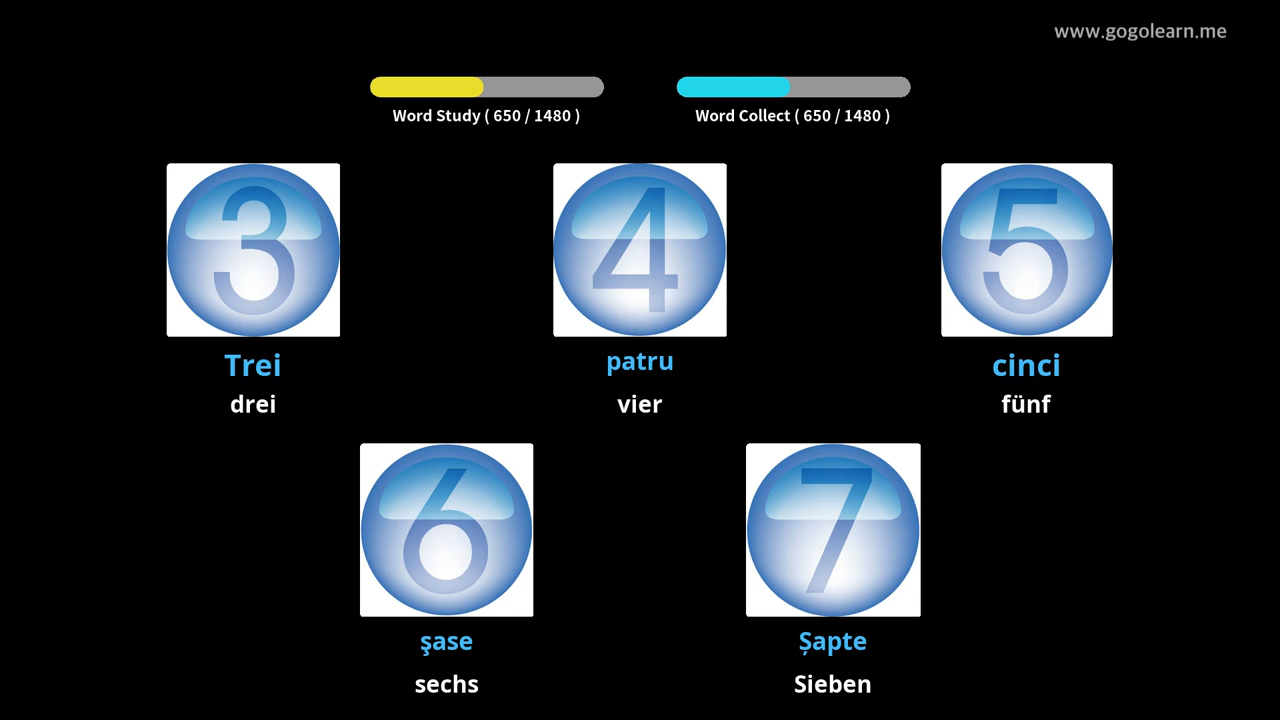 www.gogolearn.me
Word Study ( 650 / 1480 )
Word Collect ( 650 / 1480 )
3
4
5
Trei
patru
cinci
drei
vier
fünf
6
7
şase
Șapte
sechs
Sieben